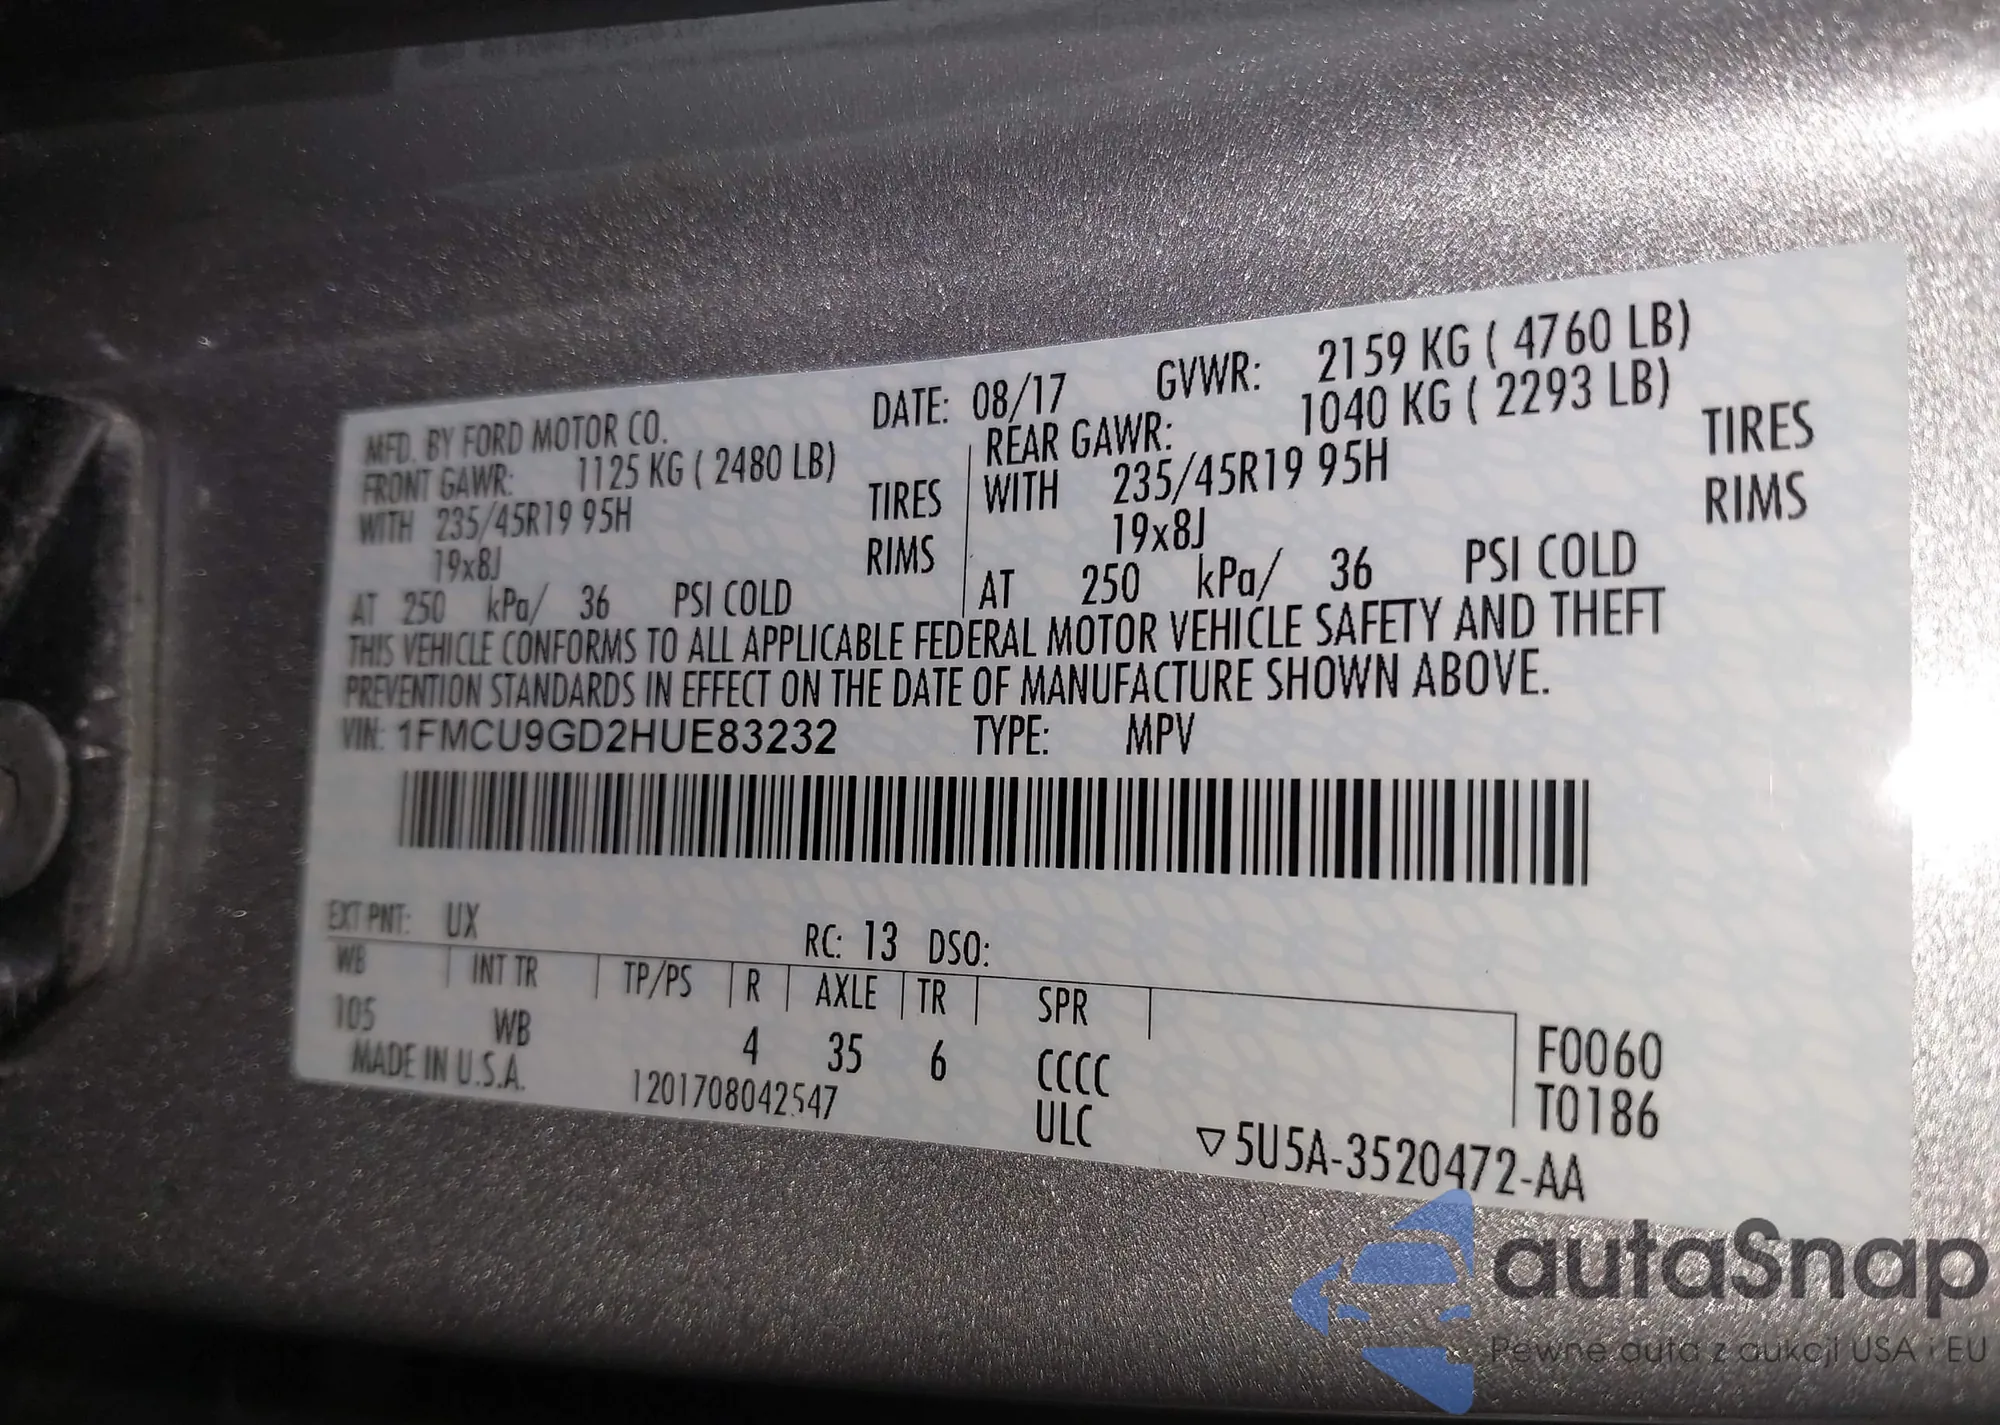 MFD. BY FORD MOTOR CO. DATE: 08/17 GVWR: 2159 KG ( 4760 LB)
FRONT GAWR: 1125 KG ( 2480 LB) REAR GAWR: 1040 KG ( 2293 LB)
WITH 235/45R19 95H TIRES WITH 235/45R19 95H TIRES
19x8J RIMS 19x8J RIMS
AT 250 kPa/ 36 PSI COLD AT 250 kPa/ 36 PSI COLD
THIS VEHICLE CONFORMS TO ALL APPLICABLE FEDERAL MOTOR VEHICLE SAFETY AND THEFT
PREVENTION STANDARDS IN EFFECT ON THE DATE OF MANUFACTURE SHOWN ABOVE.
VIN: 1FMCU9GD2HUE83232 TYPE: MPV
EXT PNT: UX RC: 13 DSO:
WB INT TR TP/PS R AXLE TR SPR
105 WB 4 35 6 CCCC F0060
MADE IN U.S.A. 1201708042547 ULC T0186
▽5U5A-3520472-AA
autaSnap
Pewne auta z aukcji USA i EU